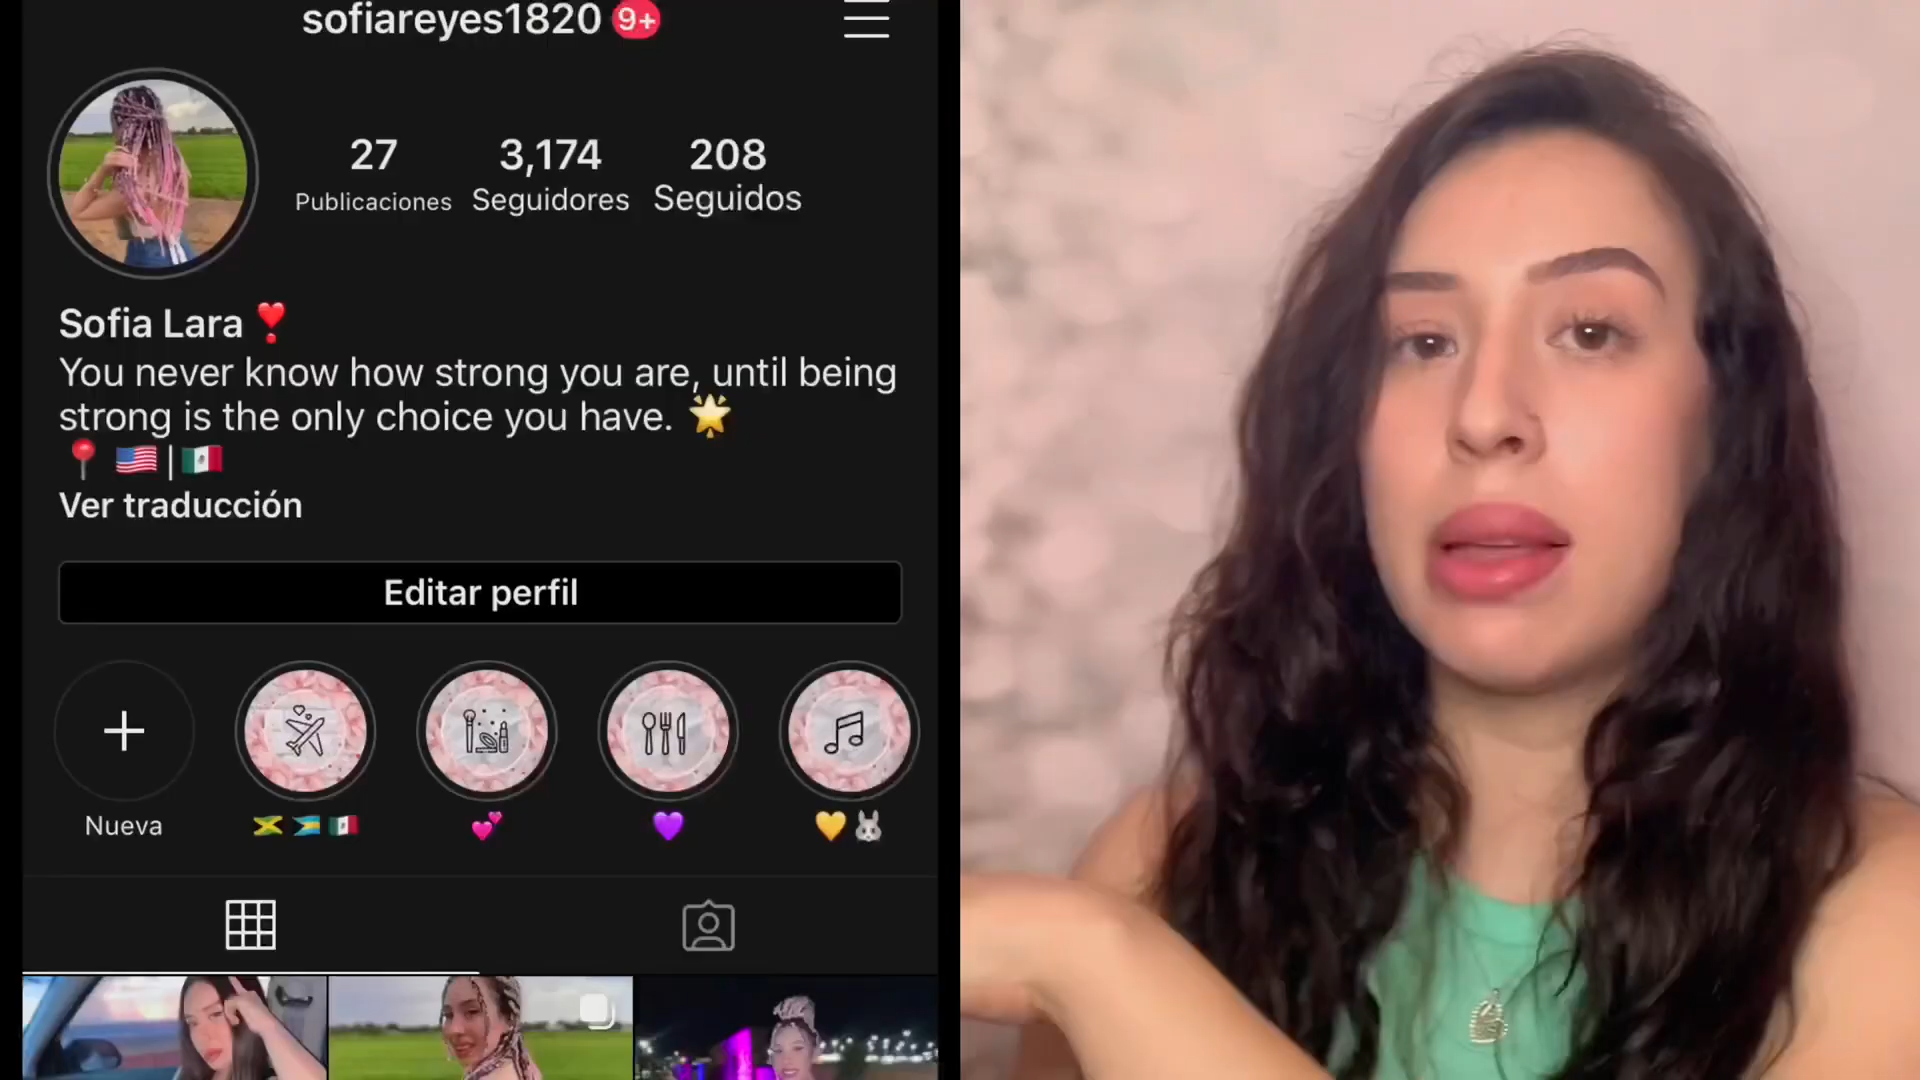 sofiareyes1820 9+
27 3,174 208
Publicaciones Seguidores Seguidos
Sofia Lara ❣️
You never know how strong you are, until being
strong is the only choice you have. 🌟
📍 🇺🇸 | 🇲🇽
Ver traducción
Editar perfil
Nueva 🇯🇲 🇧🇸 🇲🇽 💕 💜 💛 🐰